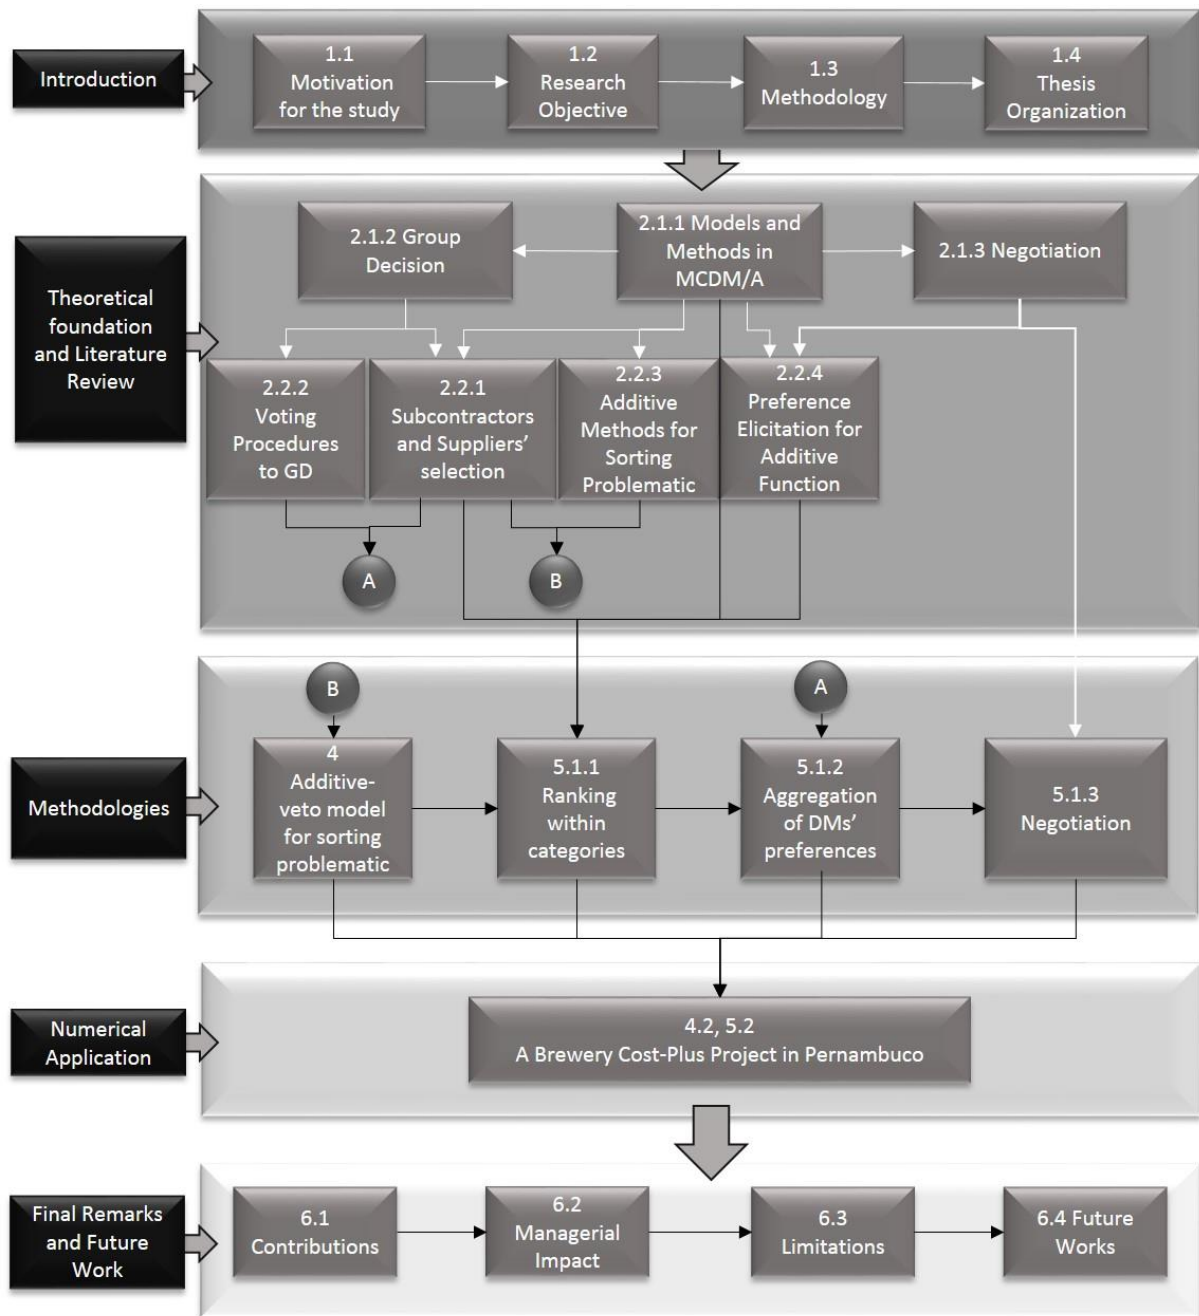 Introduction
1.1
Motivation
for the study
1.2
Research
Objective
1.3
Methodology
1.4
Thesis
Organization
Theoretical
foundation
and Literature
Review
2.1.2 Group
Decision
2.1.1 Models and
Methods in
MCDM/A
2.1.3 Negotiation
2.2.2
Voting
Procedures
to GD
2.2.1
Subcontractors
and Suppliers’
selection
2.2.3
Additive
Methods for
Sorting
Problematic
2.2.4
Preference
Elicitation for
Additive
Function
A
B
Methodologies
B
A
4
Additive-
veto model
for sorting
problematic
5.1.1
Ranking
within
categories
5.1.2
Aggregation
of DMs’
preferences
5.1.3
Negotiation
Numerical
Application
4.2, 5.2
A Brewery Cost-Plus Project in Pernambuco
Final Remarks
and Future
Work
6.1
Contributions
6.2
Managerial
Impact
6.3
Limitations
6.4 Future
Works